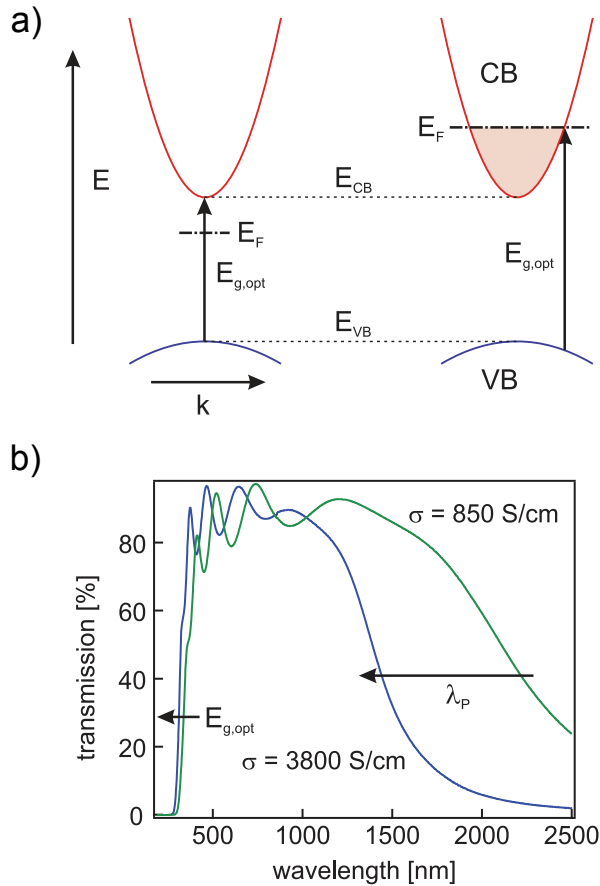 a)
CB
E_F
E
E_CB
E_F
E_g,opt
E_g,opt
E_VB
k
VB
b)
σ = 850 S/cm
80
60
transmission [%]
40
λ_P
E_g,opt
20
σ = 3800 S/cm
0
500 1000 1500 2000 2500
wavelength [nm]